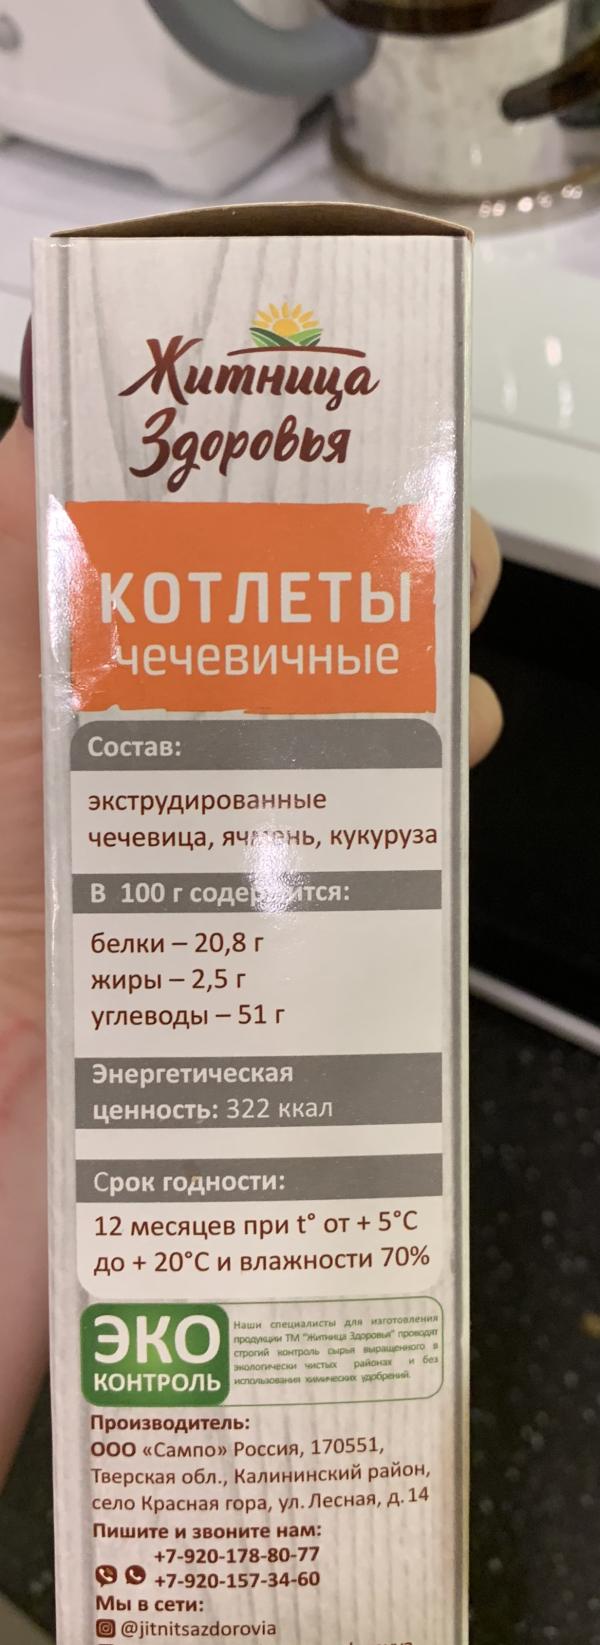 Житница
Здоровья
КОТЛЕТЫ
чечевичные
Состав:
экструдированные
чечевица, ячмень, кукуруза
В 100 г содержится:
белки – 20,8 г
жиры – 2,5 г
углеводы – 51 г
Энергетическая
ценность: 322 ккал
Срок годности:
12 месяцев при t° от + 5°C
до + 20°C и влажности 70%
ЭКО
КОНТРОЛЬ
Наши специалисты для изготовления
продукции ТМ "Житница Здоровья" проводят
строгий контроль сырья выращенного в
экологически чистых районах и без
использования химических удобрений.
Производитель:
ООО «Сампо» Россия, 170551,
Тверская обл., Калининский район,
село Красная гора, ул. Лесная, д. 14
Пишите и звоните нам:
+7-920-178-80-77
+7-920-157-34-60
Мы в сети:
@jitnitsazdorovia